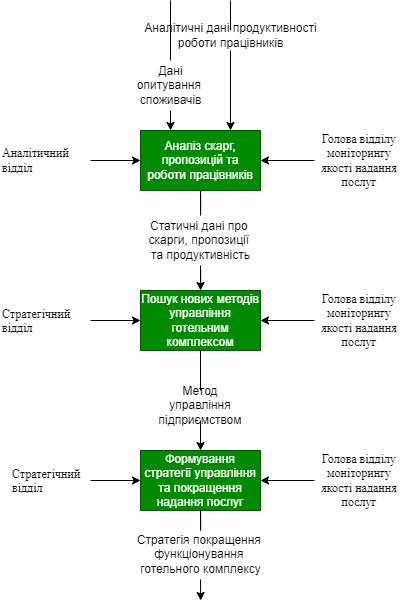 Аналітичні дані продуктивності
роботи працівників
Дані
опитування
споживачів
Аналітичний
відділ
Аналіз скарг,
пропозицій та
роботи працівників
Голова відділу
моніторингу
якості надання
послуг
Статичні дані про
скарги, пропозиції
та продуктивність
Стратегічний
відділ
Пошук нових методів
управління
готельним
комплексом
Голова відділу
моніторингу
якості надання
послуг
Метод
управління
підприємством
Стратегічний
відділ
Формування
стратегії управління
та покращення
надання послуг
Голова відділу
моніторингу
якості надання
послуг
Стратегія покращення
функціонування
готельного комплексу